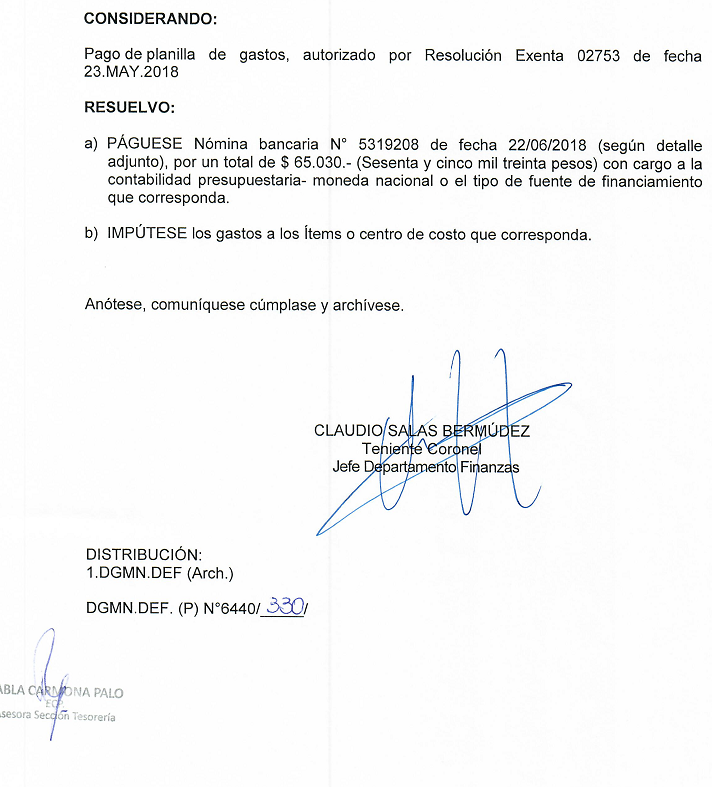 CONSIDERANDO:
Pago de planilla de gastos, autorizado por Resolución Exenta 02753 de fecha
23.MAY.2018
RESUELVO:
a) PÁGUESE Nómina bancaria N° 5319208 de fecha 22/06/2018 (según detalle
adjunto), por un total de $ 65.030.- (Sesenta y cinco mil treinta pesos) con cargo a la
contabilidad presupuestaria- moneda nacional o el tipo de fuente de financiamiento
que corresponda.
b) IMPÚTESE los gastos a los Ítems o centro de costo que corresponda.
Anótese, comuníquese cúmplase y archívese.
CLAUDIO SALAS BERMÚDEZ
Teniente Coronel
Jefe Departamento Finanzas
DISTRIBUCIÓN:
1.DGMN.DEF (Arch.)
DGMN.DEF. (P) N°6440/ 330 /
ABLA CARMONA PALO
ECP
sesora Sección Tesorería